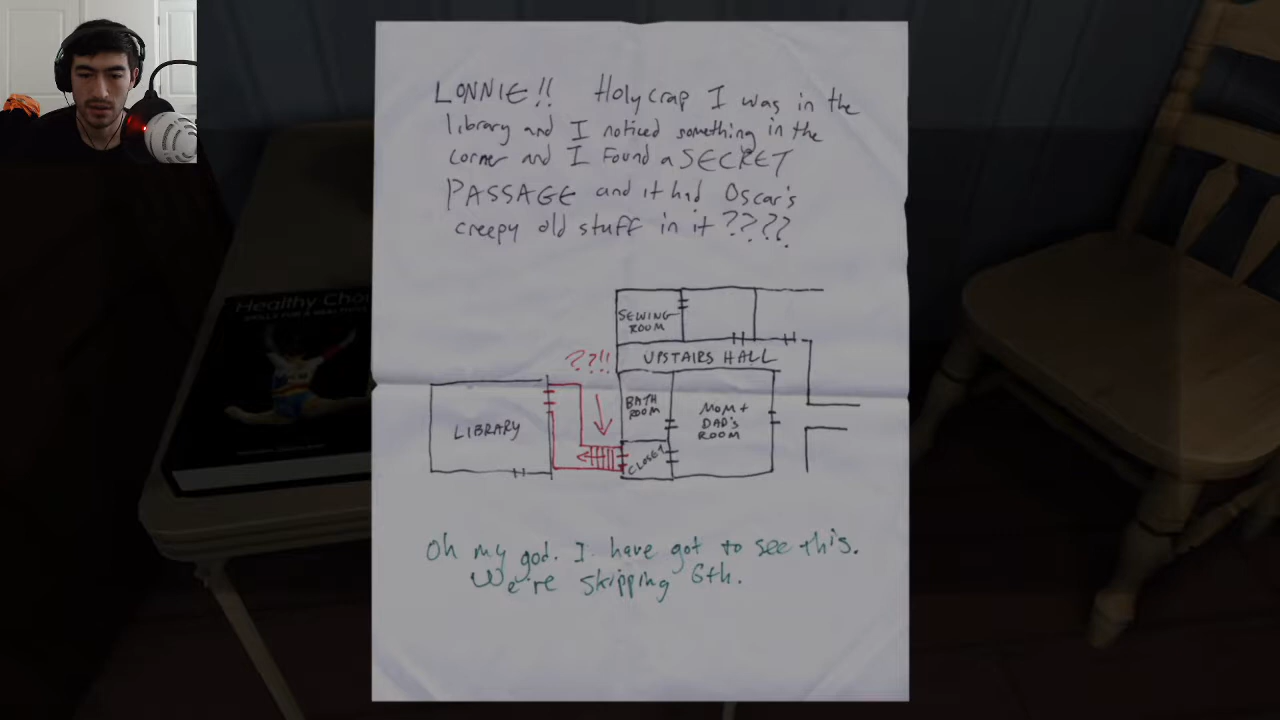 LONNIE!! Holy crap I was in the
library and I noticed something in the
corner and I found a SECRET
PASSAGE and it had Oscar's
creepy old stuff in it ????
SEWING
ROOM
UPSTAIRS HALL
??!!
BATH
ROOM
MOM +
DAD'S
ROOM
LIBRARY
CLOSET
Oh my god. I have got to see this.
We're skipping 6th.
Healthy Choi